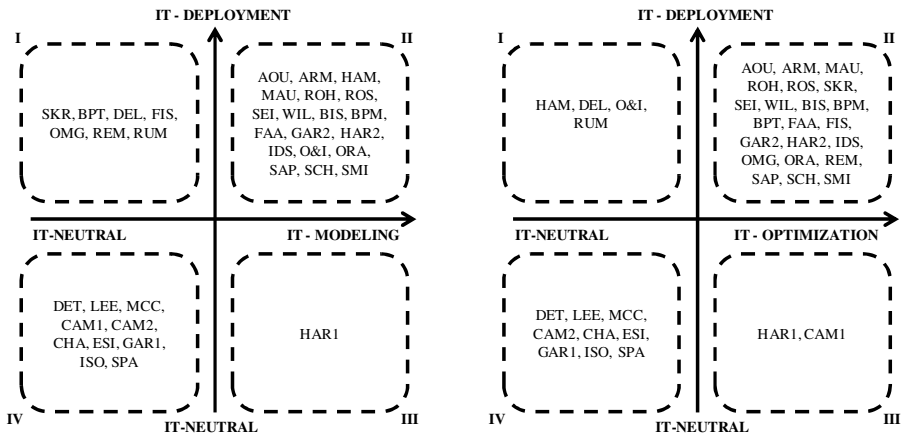 IT - DEPLOYMENT
I
II
SKR, BPT, DEL, FIS,
OMG, REM, RUM
AOU, ARM, HAM,
MAU, ROH, ROS,
SEI, WIL, BIS, BPM,
FAA, GAR2, HAR2,
IDS, O&I, ORA,
SAP, SCH, SMI
IT-NEUTRAL
IT - MODELING
DET, LEE, MCC,
CAM1, CAM2,
CHA, ESI, GAR1,
ISO, SPA
HAR1
IV
III
IT-NEUTRAL
IT - DEPLOYMENT
I
II
HAM, DEL, O&I,
RUM
AOU, ARM, MAU,
ROH, ROS, SKR,
SEI, WIL, BIS, BPM,
BPT, FAA, FIS,
GAR2, HAR2, IDS,
OMG, ORA, REM,
SAP, SCH, SMI
IT-NEUTRAL
IT - OPTIMIZATION
DET, LEE, MCC,
CAM2, CHA, ESI,
GAR1, ISO, SPA
HAR1, CAM1
IV
III
IT-NEUTRAL